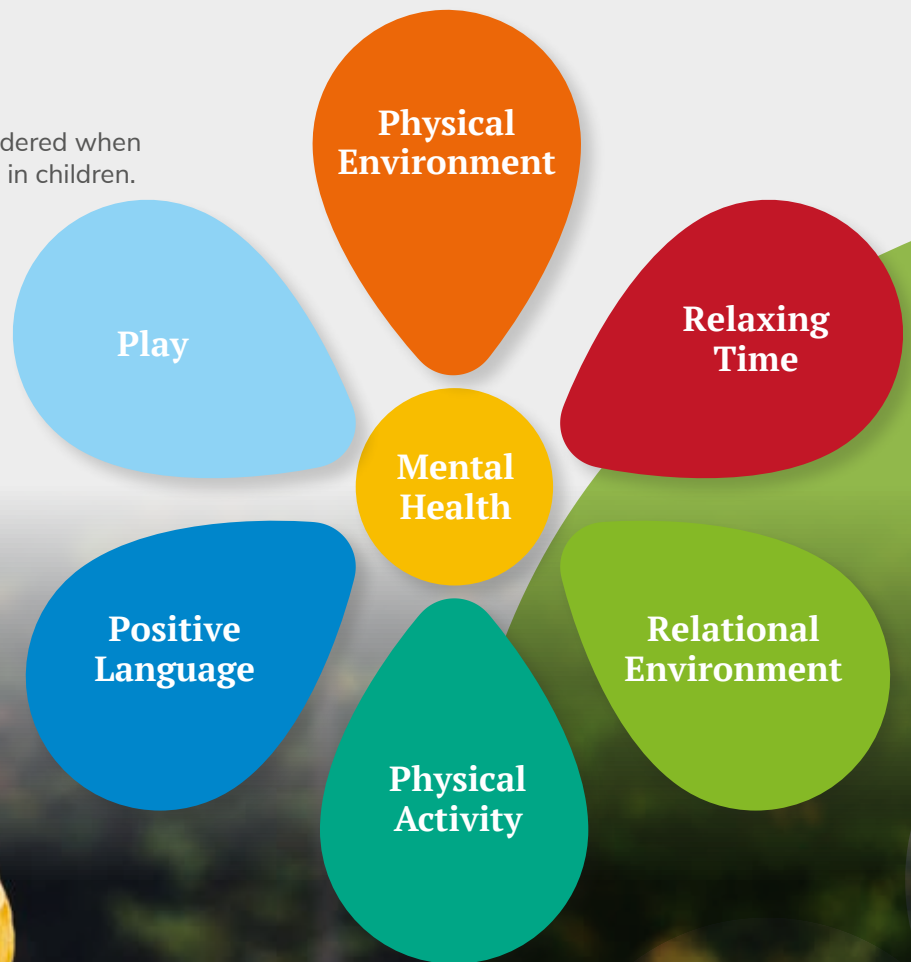 dered when
in children.
Physical
Environment
Play
Relaxing
Time
Mental
Health
Positive
Language
Relational
Environment
Physical
Activity